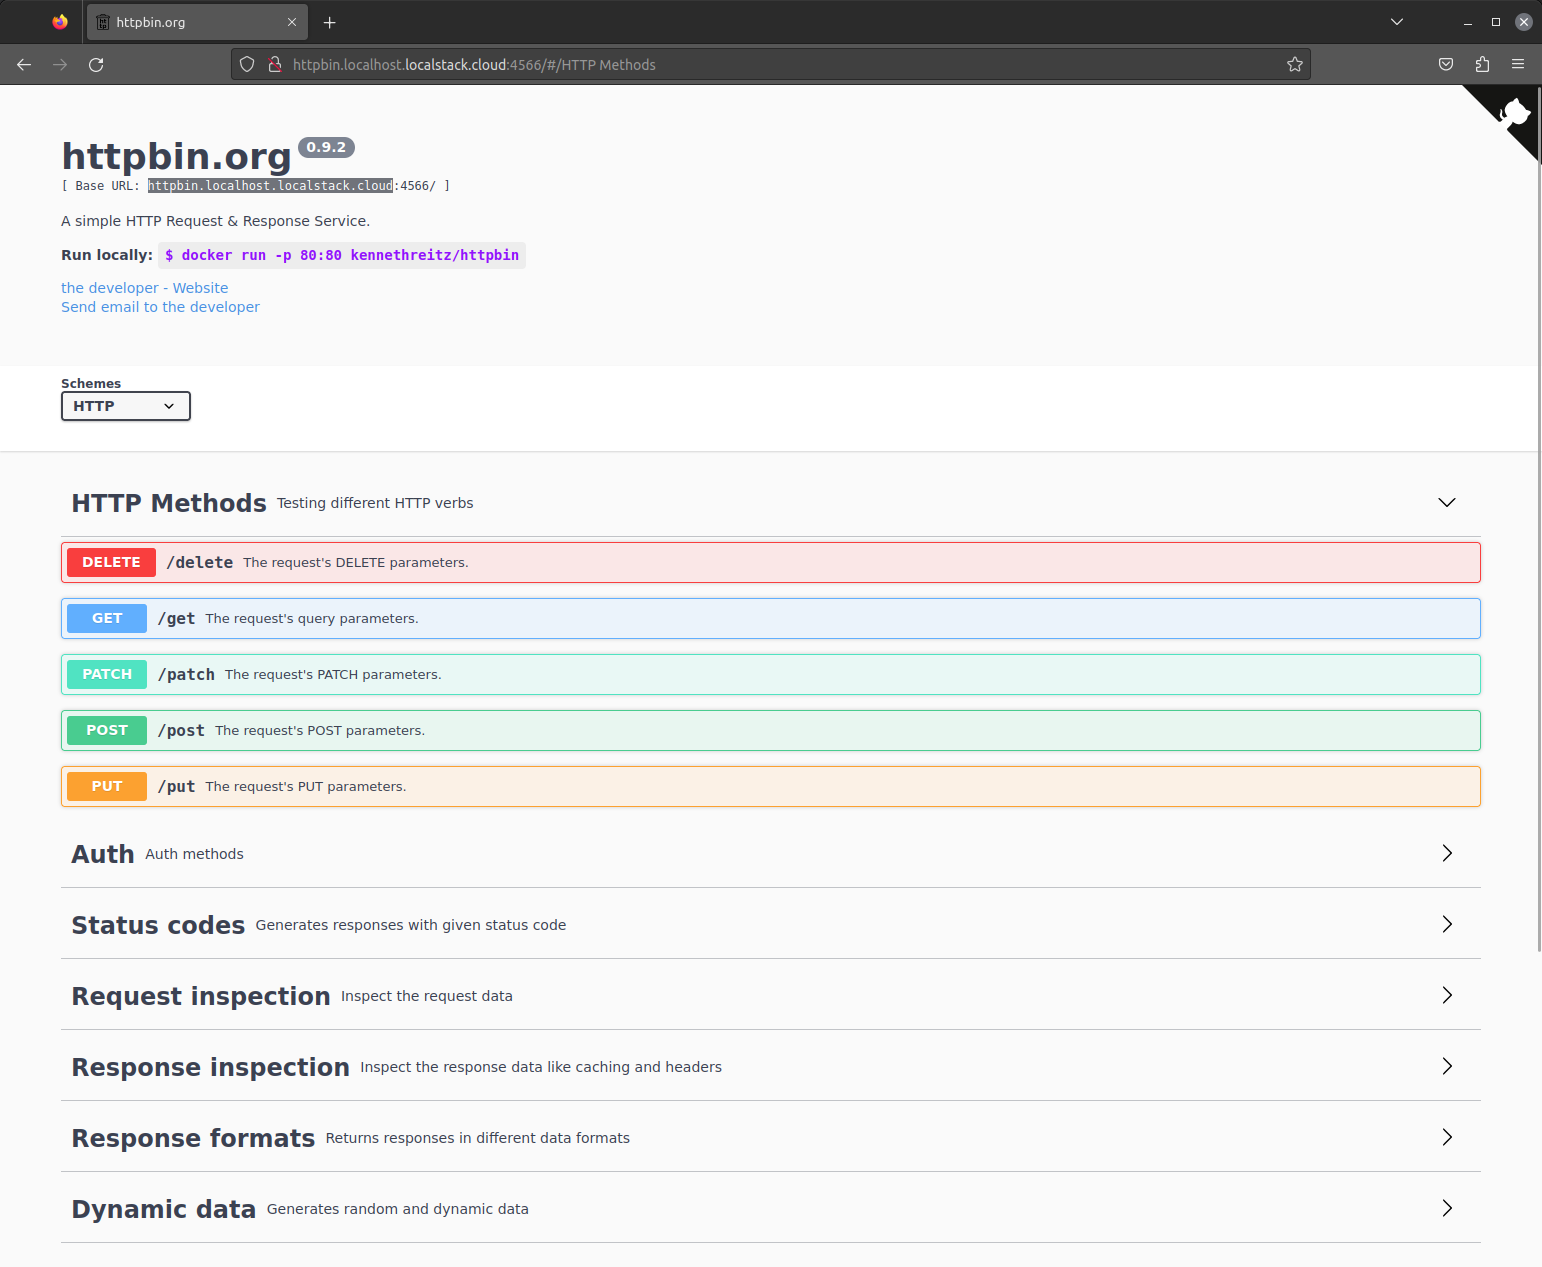 httpbin.org
httpbin.localhost.localstack.cloud:4566/#/HTTP Methods
httpbin.org 0.9.2
[ Base URL: httpbin.localhost.localstack.cloud:4566/ ]
A simple HTTP Request & Response Service.
Run locally: $ docker run -p 80:80 kennethreitz/httpbin
the developer - Website
Send email to the developer
Schemes
HTTP
HTTP Methods Testing different HTTP verbs
DELETE /delete The request's DELETE parameters.
GET /get The request's query parameters.
PATCH /patch The request's PATCH parameters.
POST /post The request's POST parameters.
PUT /put The request's PUT parameters.
Auth Auth methods
Status codes Generates responses with given status code
Request inspection Inspect the request data
Response inspection Inspect the response data like caching and headers
Response formats Returns responses in different data formats
Dynamic data Generates random and dynamic data